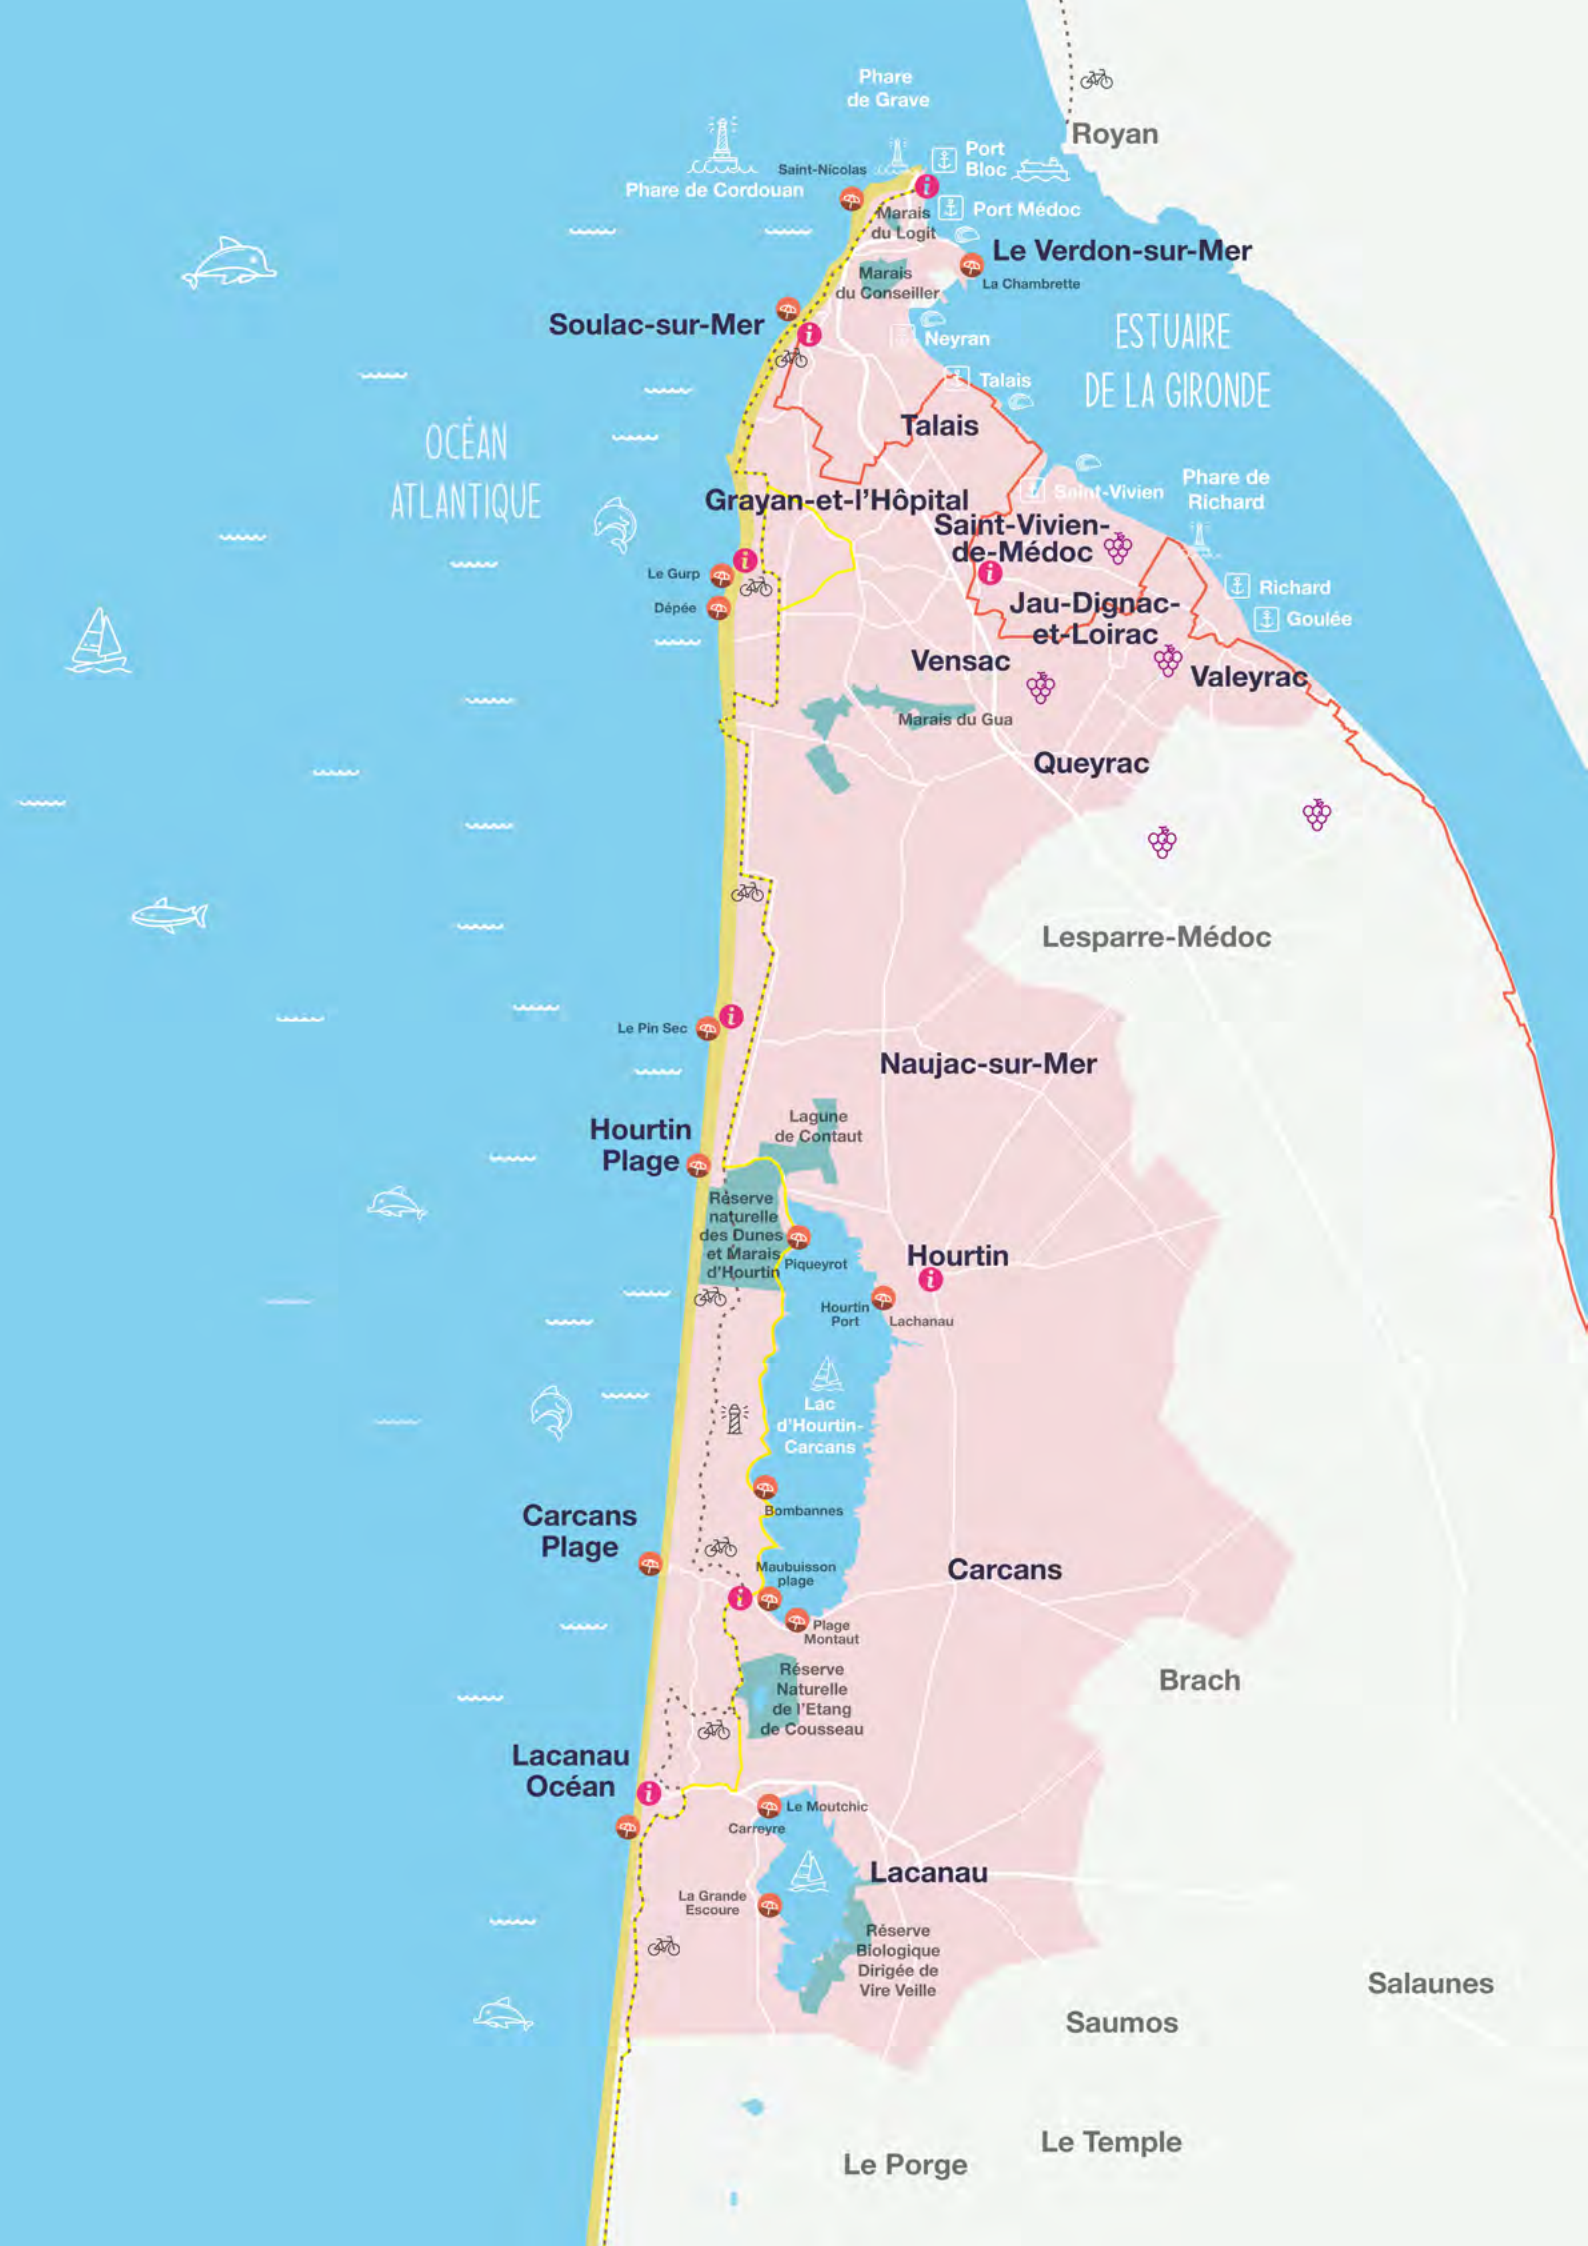 Phare
de Grave
Royan
Port
Bloc
Saint-Nicolas
Phare de Cordouan
Port Médoc
Marais
du Logit
Le Verdon-sur-Mer
La Chambrette
Marais
du Conseiller
Soulac-sur-Mer
Neyran
ESTUAIRE
DE LA GIRONDE
Talais
Talais
OCÉAN
ATLANTIQUE
Grayan-et-l'Hôpital
Saint-Vivien
Phare de
Richard
Saint-Vivien-
de-Médoc
Le Gurp
Dépée
Richard
Goulée
Jau-Dignac-
et-Loirac
Vensac
Valeyrac
Marais du Gua
Queyrac
Lesparre-Médoc
Le Pin Sec
Naujac-sur-Mer
Hourtin
Plage
Lagune
de Contaut
Réserve
naturelle
des Dunes
et Marais
d'Hourtin
Piqueyrot
Hourtin
Hourtin
Port
Lachanau
Lac
d'Hourtin-
Carcans
Bombannes
Carcans
Plage
Maubuisson
plage
Carcans
Plage
Montaut
Réserve
Naturelle
de l'Etang
de Cousseau
Brach
Lacanau
Océan
Le Moutchic
Carreyre
Lacanau
La Grande
Escoure
Réserve
Biologique
Dirigée de
Vire Veille
Salaunes
Saumos
Le Temple
Le Porge